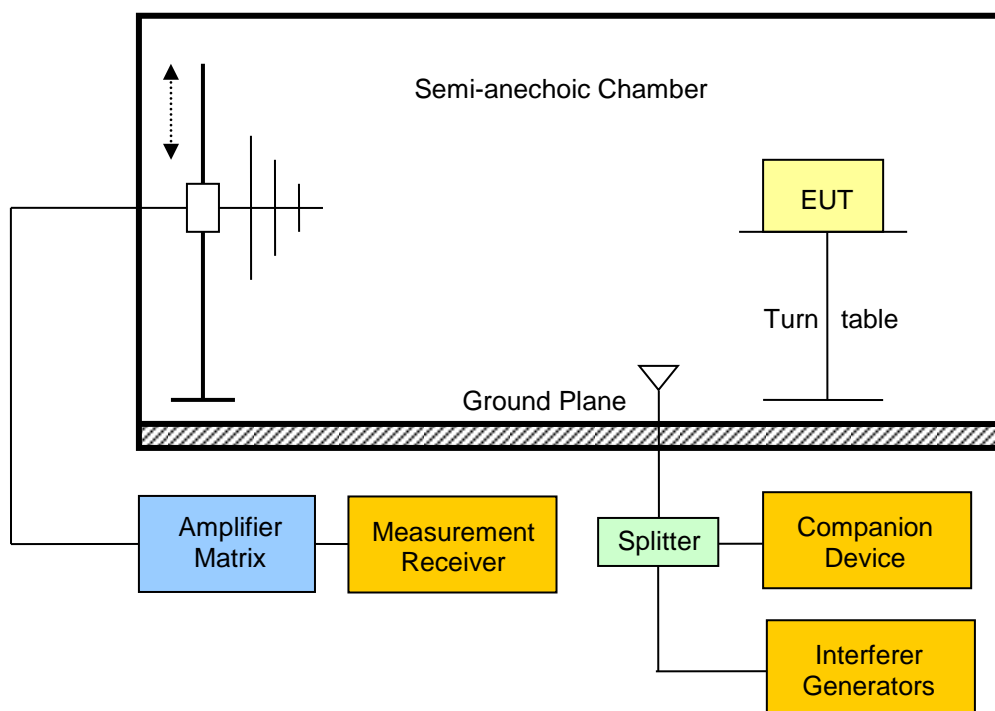 Semi-anechoic Chamber
EUT
Turn table
Ground Plane
Amplifier
Matrix
Measurement
Receiver
Splitter
Companion
Device
Interferer
Generators